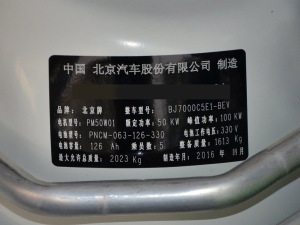 中国 北京汽车股份有限公司 制造
品牌: 北京牌 整车型号: BJ7000C5E1-BEV
电机型号: PM50W01 额定功率: 50 KW 峰值功率: 100 KW
电池型号: PNCM-063-126-330 电池工作电压: 330 V
电池容量: 126 Ah 乘员数: 5 整备质量: 1613 Kg
最大允许总质量: 2023 Kg 制造年月: 2016 年 09月